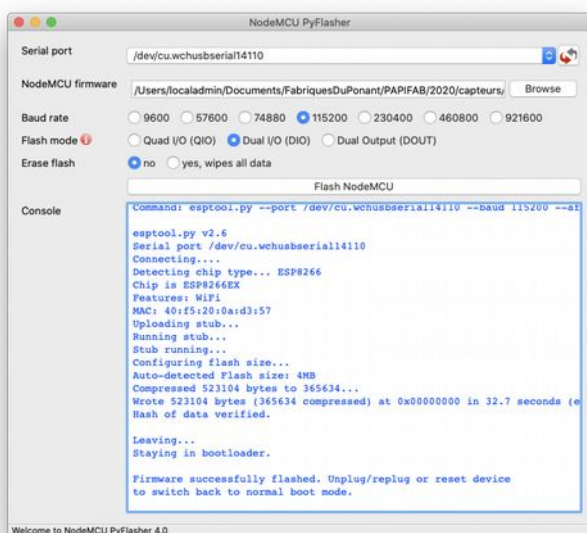 NodeMCU PyFlasher
Serial port
/dev/cu.wchusbserial14110
NodeMCU firmware
/Users/localadmin/Documents/FabriquesDuPonant/PAPIFAB/2020/capteurs/
Browse
Baud rate
9600 57600 74880 115200 230400 460800 921600
Flash mode
Quad I/O (QIO) Dual I/O (DIO) Dual Output (DOUT)
Erase flash
no yes, wipes all data
Flash NodeMCU
Console
Command: esptool.py --port /dev/cu.wchusbserial14110 --baud 115200 --af
esptool.py v2.6
Serial port /dev/cu.wchusbserial14110
Connecting....
Detecting chip type... ESP8266
Chip is ESP8266EX
Features: WiFi
MAC: 40:f5:20:0a:d3:57
Uploading stub...
Running stub...
Stub running...
Configuring flash size...
Auto-detected Flash size: 4MB
Compressed 523104 bytes to 365634...
Wrote 523104 bytes (365634 compressed) at 0x00000000 in 32.7 seconds (e
Hash of data verified.
Leaving...
Staying in bootloader.
Firmware successfully flashed. Unplug/replug or reset device
to switch back to normal boot mode.
Welcome to NodeMCU PyFlasher 4.0